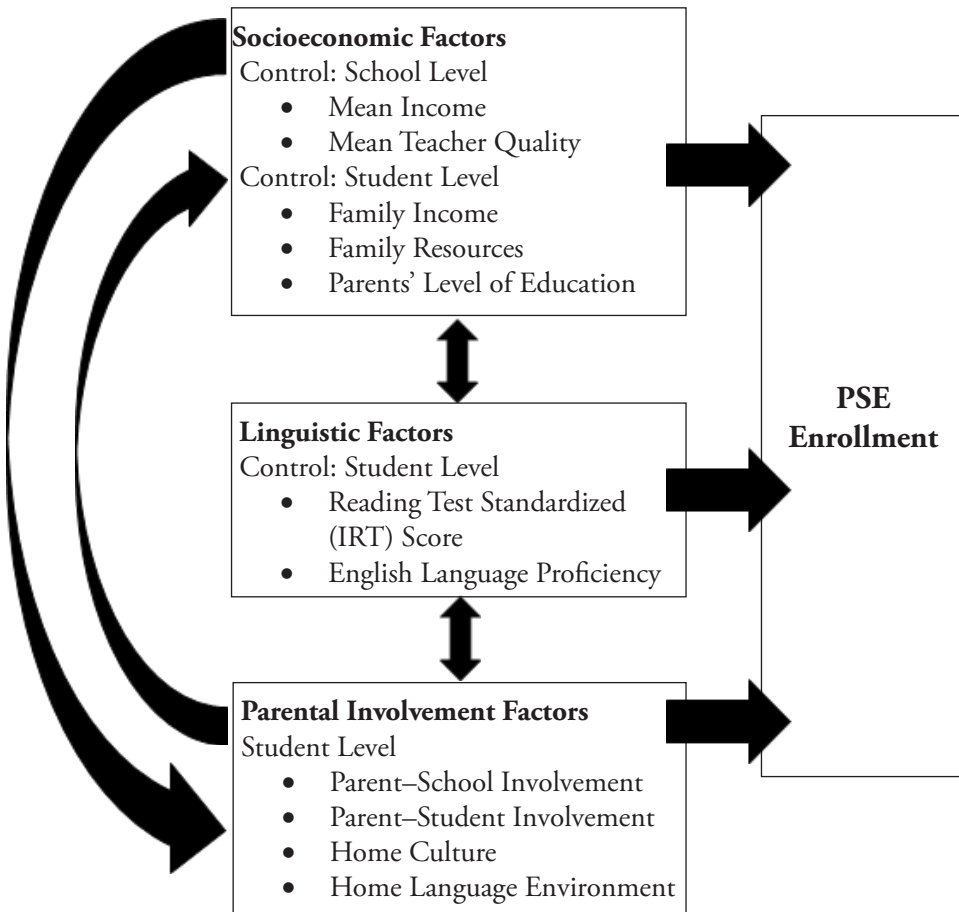 Socioeconomic Factors
Control: School Level
• Mean Income
• Mean Teacher Quality
Control: Student Level
• Family Income
• Family Resources
• Parents’ Level of Education
Linguistic Factors
Control: Student Level
• Reading Test Standardized
(IRT) Score
• English Language Proficiency
Parental Involvement Factors
Student Level
• Parent–School Involvement
• Parent–Student Involvement
• Home Culture
• Home Language Environment
PSE
Enrollment